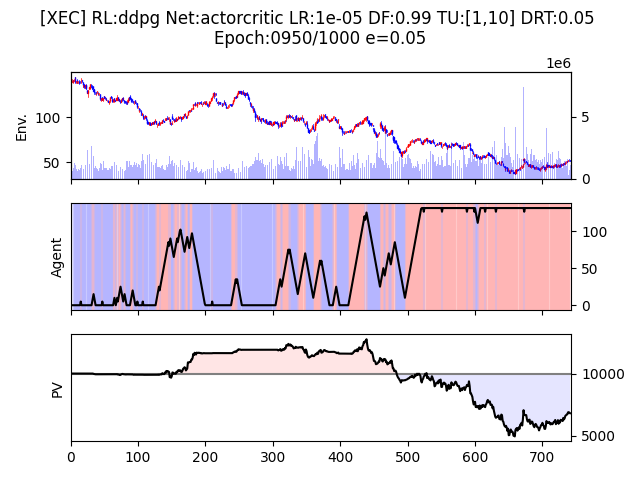 [XEC] RL:ddpg Net:actorcritic LR:1e-05 DF:0.99 TU:[1,10] DRT:0.05
Epoch:0950/1000 e=0.05
1e6
Env.
100
50
5
0
Agent
100
50
0
PV
10000
5000
0 100 200 300 400 500 600 700